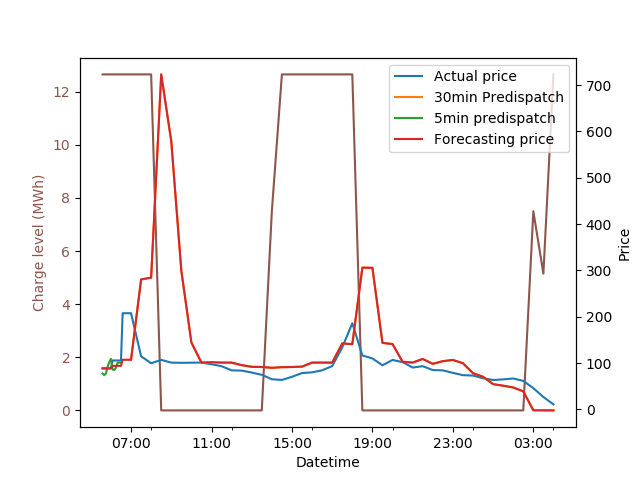 Actual price
30min Predispatch
5min predispatch
Forecasting price
12
10
8
6
4
2
0
Charge level (MWh)
700
600
500
400
300
200
100
0
Price
07:00 11:00 15:00 19:00 23:00 03:00
Datetime